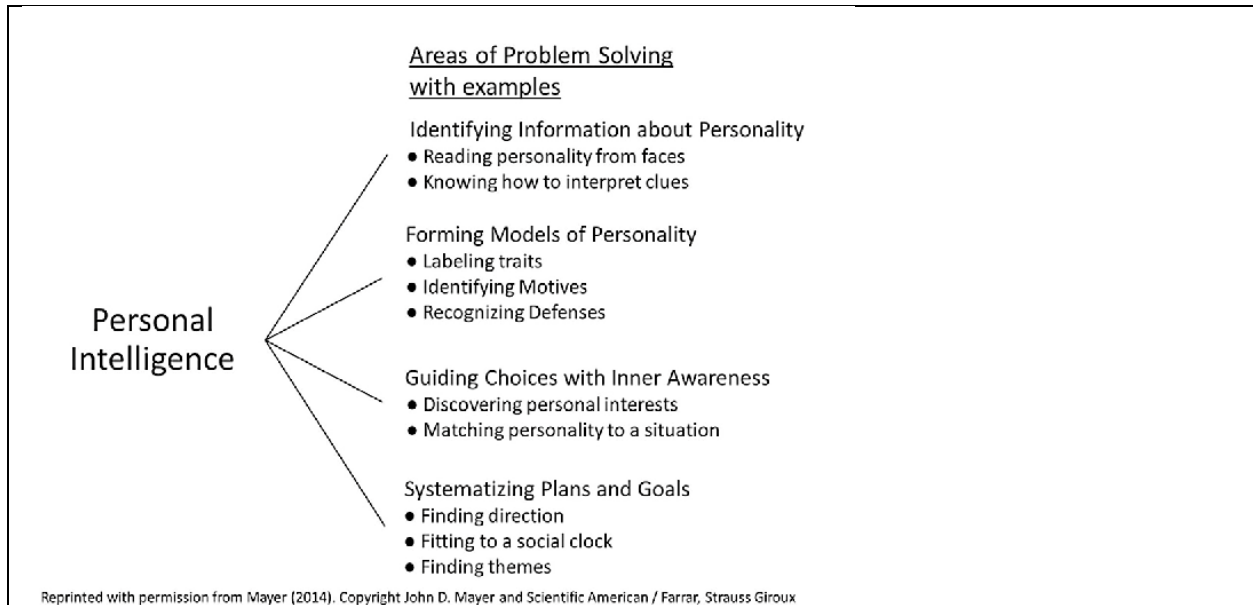 Areas of Problem Solving
with examples
Identifying Information about Personality
● Reading personality from faces
● Knowing how to interpret clues
Forming Models of Personality
● Labeling traits
● Identifying Motives
● Recognizing Defenses
Personal
Intelligence
Guiding Choices with Inner Awareness
● Discovering personal interests
● Matching personality to a situation
Systematizing Plans and Goals
● Finding direction
● Fitting to a social clock
● Finding themes
Reprinted with permission from Mayer (2014). Copyright John D. Mayer and Scientific American / Farrar, Strauss Giroux